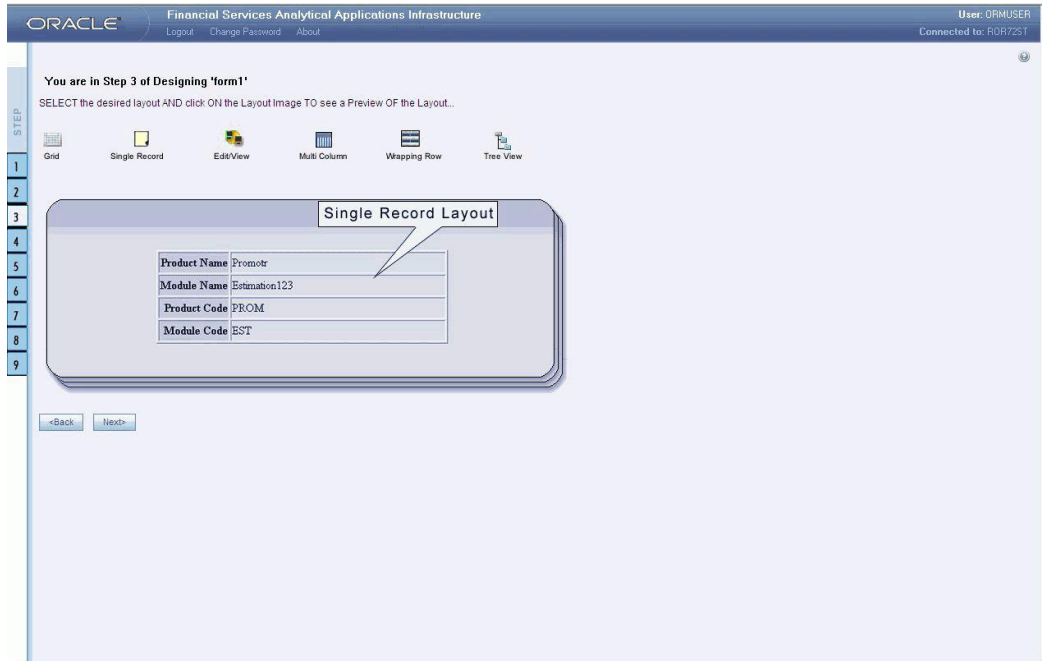 ORACLE
Financial Services Analytical Applications Infrastructure
Logout Change Password About
User: ORMUSER
Connected to: ROR72ST
STEP
1
2
3
4
5
6
7
8
9
You are in Step 3 of Designing 'form1'
SELECT the desired layout AND click ON the Layout Image TO see a Preview OF the Layout...
Grid Single Record Edit/View Multi Column Wrapping Row Tree View
Single Record Layout
Product Name Promotr
Module Name Estimation123
Product Code PROM
Module Code EST
<Back Next>